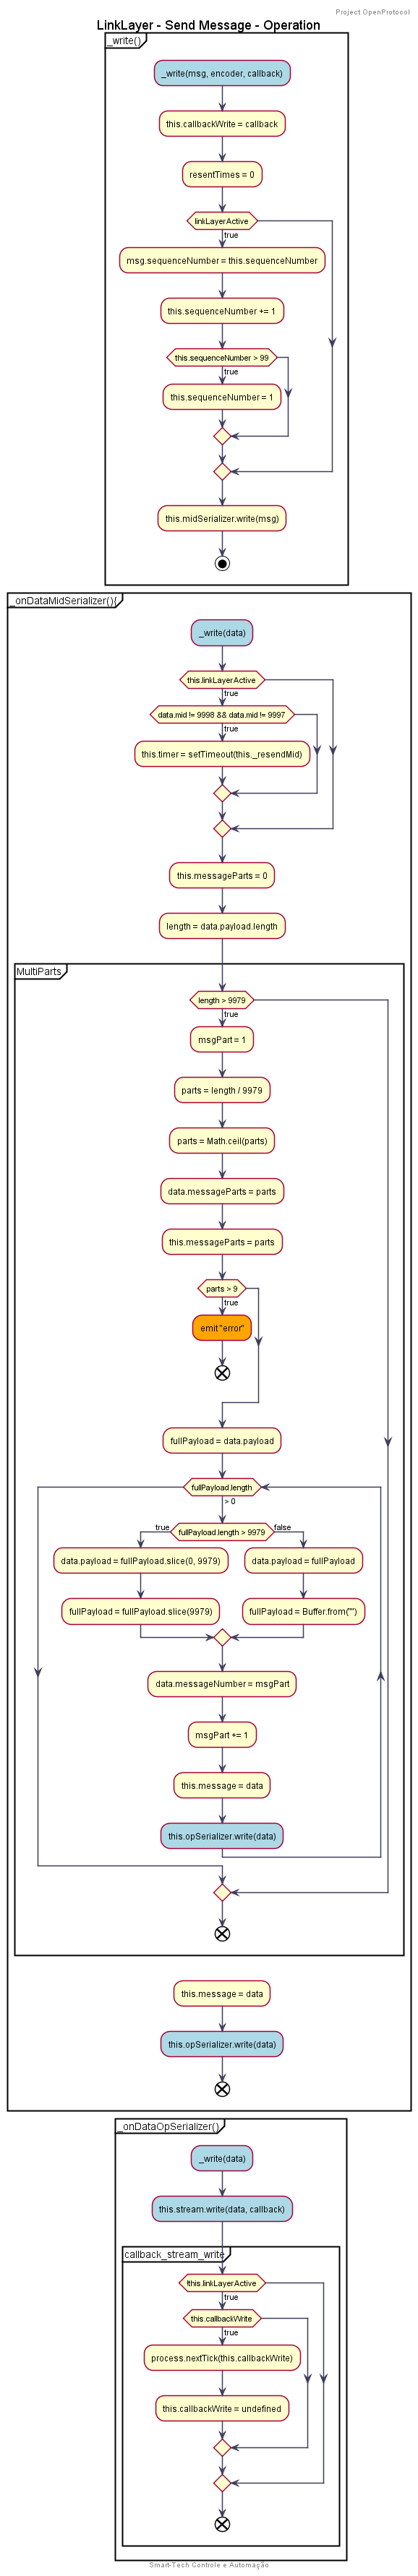 Project OpenProtocol
LinkLayer - Send Message - Operation
_write()
_write(msg, encoder, callback)
this.callbackWrite = callback
resentTimes = 0
linkLayerActive
true
msg.sequenceNumber = this.sequenceNumber
this.sequenceNumber += 1
this.sequenceNumber > 99
true
this.sequenceNumber = 1
this.midSerializer.write(msg)
_onDataMidSerializer(){
_write(data)
this.linkLayerActive
true
data.mid != 9998 && data.mid != 9997
true
this.timer = setTimeout(this._resendMid)
this.messageParts = 0
length = data.payload.length
MultiParts
length > 9979
true
msgPart = 1
parts = length / 9979
parts = Math.ceil(parts)
data.messageParts = parts
this.messageParts = parts
parts > 9
true
emit "error"
fullPayload = data.payload
fullPayload.length
> 0
true
fullPayload.length > 9979
false
data.payload = fullPayload.slice(0, 9979)
data.payload = fullPayload
fullPayload = fullPayload.slice(9979)
fullPayload = Buffer.from("")
data.messageNumber = msgPart
msgPart += 1
this.message = data
this.opSerializer.write(data)
this.message = data
this.opSerializer.write(data)
_onDataOpSerializer()
_write(data)
this.stream.write(data, callback)
callback_stream_write
!this.linkLayerActive
true
this.callbackWrite
true
process.nextTick(this.callbackWrite)
this.callbackWrite = undefined
Smart-Tech Controle e Automação